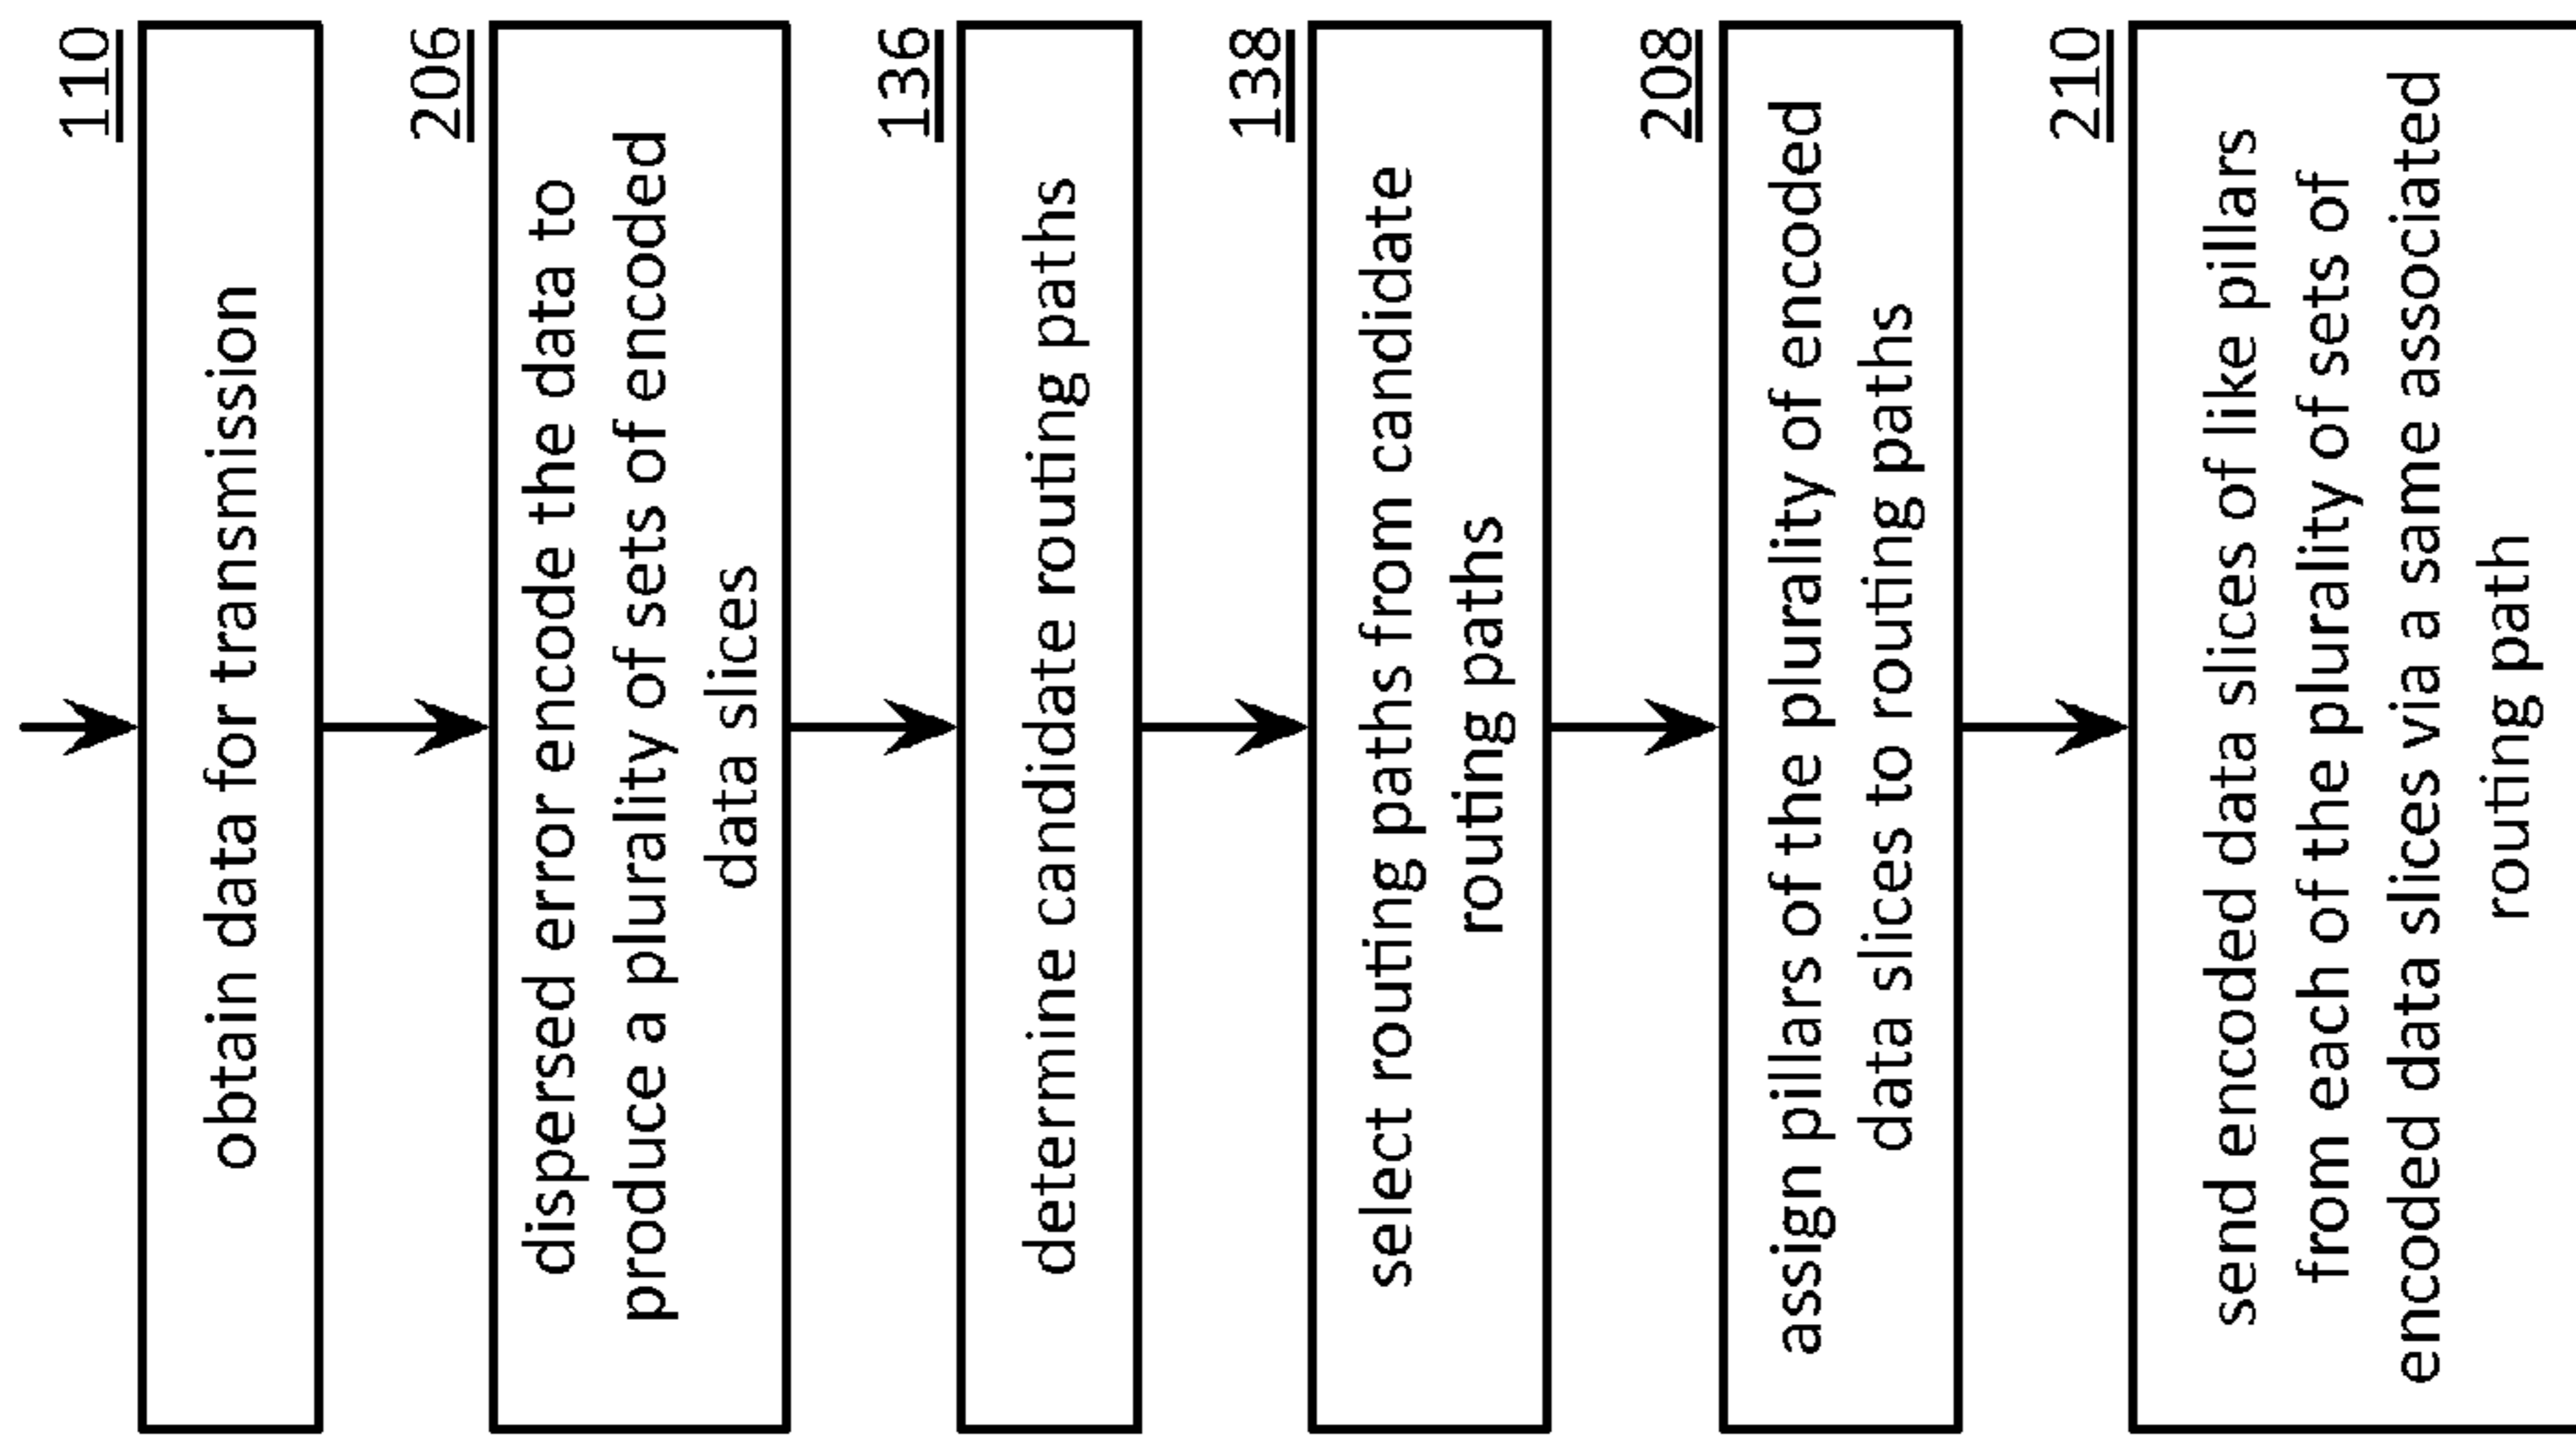 110
obtain data for transmission
206
dispersed error encode the data to
produce a plurality of sets of encoded
data slices
136
determine candidate routing paths
138
select routing paths from candidate
routing paths
208
assign pillars of the plurality of encoded
data slices to routing paths
210
send encoded data slices of like pillars
from each of the plurality of sets of
encoded data slices via a same associated
routing path